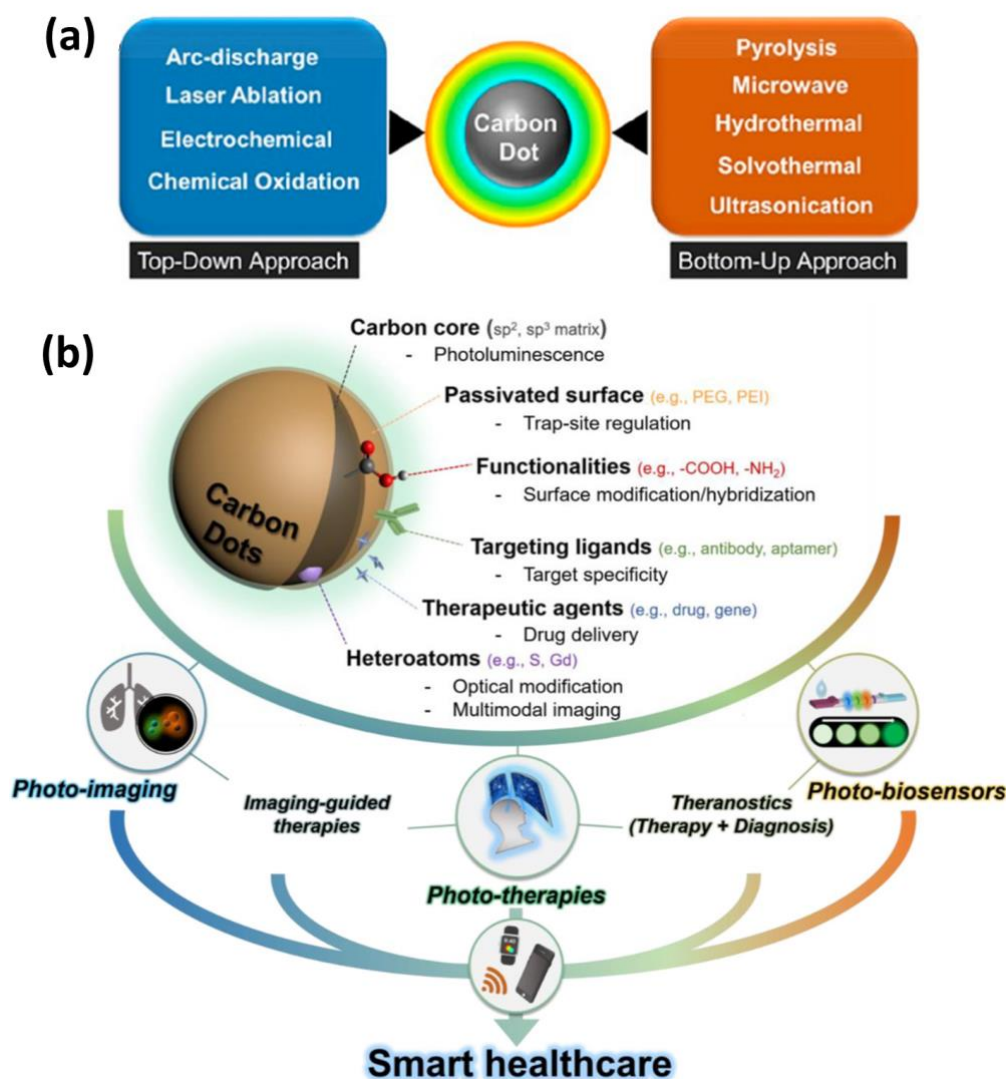 (a)
Arc-discharge
Laser Ablation
Electrochemical
Chemical Oxidation
Top-Down Approach
Carbon
Dot
Pyrolysis
Microwave
Hydrothermal
Solvothermal
Ultrasonication
Bottom-Up Approach
(b)
Carbon core (sp², sp³ matrix)
- Photoluminescence
Passivated surface (e.g., PEG, PEI)
- Trap-site regulation
Functionalities (e.g., -COOH, -NH₂)
- Surface modification/hybridization
Targeting ligands (e.g., antibody, aptamer)
- Target specificity
Therapeutic agents (e.g., drug, gene)
- Drug delivery
Heteroatoms (e.g., S, Gd)
- Optical modification
- Multimodal imaging
Carbon
Dots
Photo-imaging
Imaging-guided
therapies
Photo-therapies
Theranostics
(Therapy + Diagnosis)
Photo-biosensors
Smart healthcare